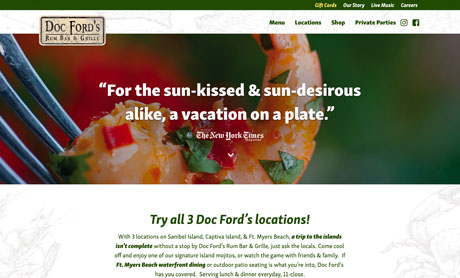 Gift Cards Our Story Live Music Careers
DOC FORD'S
RUM BAR & GRILLE
Menu Locations Shop Private Parties
“For the sun-kissed & sun-desirous
alike, a vacation on a plate.”
The New York Times
MAGAZINE
Try all 3 Doc Ford's locations!
With 3 locations on Sanibel Island, Captiva Island, & Ft. Myers Beach, a trip to the islands
isn't complete without a stop by Doc Ford's Rum Bar & Grille, just ask the locals. Come cool
off and enjoy one of our signature island mojitos, or watch the game with friends & family. If
Ft. Myers Beach waterfront dining or outdoor patio seating is what you're into, Doc Ford's
has you covered. Serving lunch & dinner everyday, 11-close.